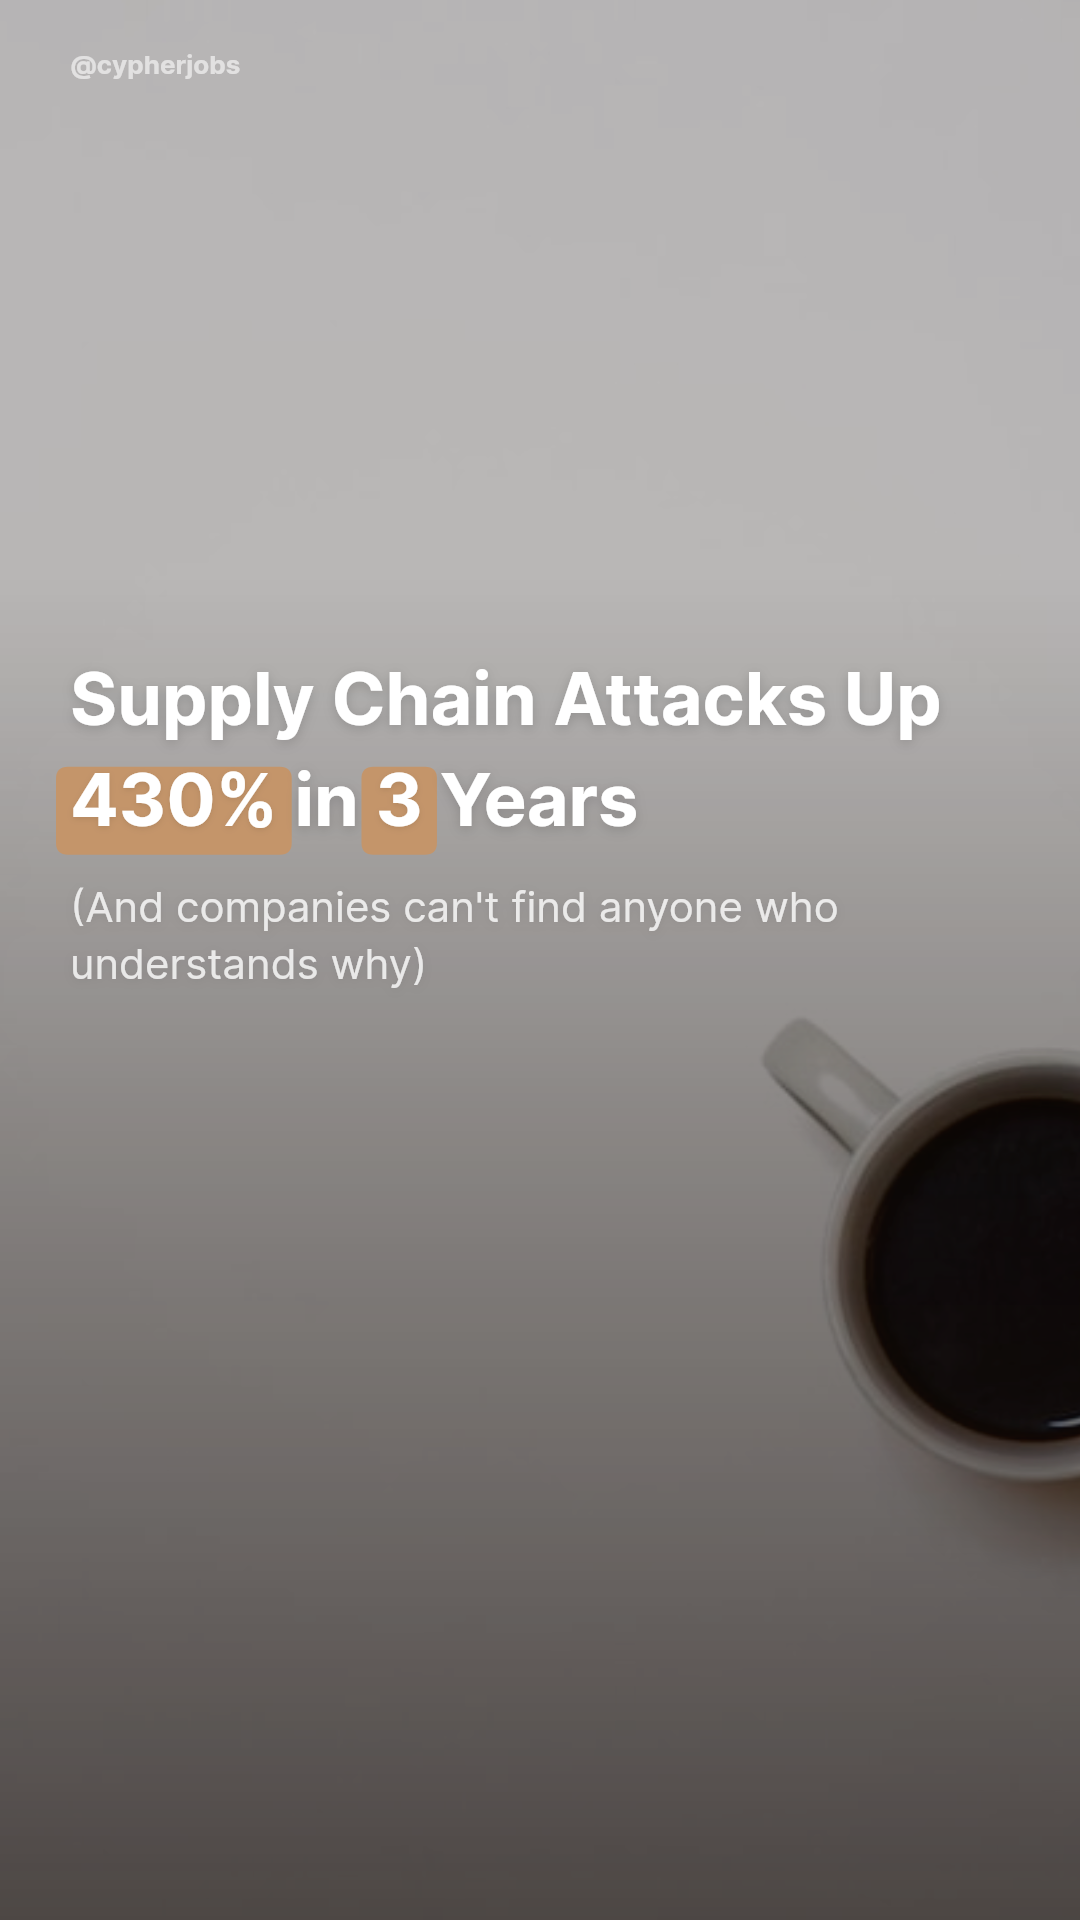 @cypherjobs
Supply Chain Attacks Up
430% in 3 Years
(And companies can't find anyone who
understands why)